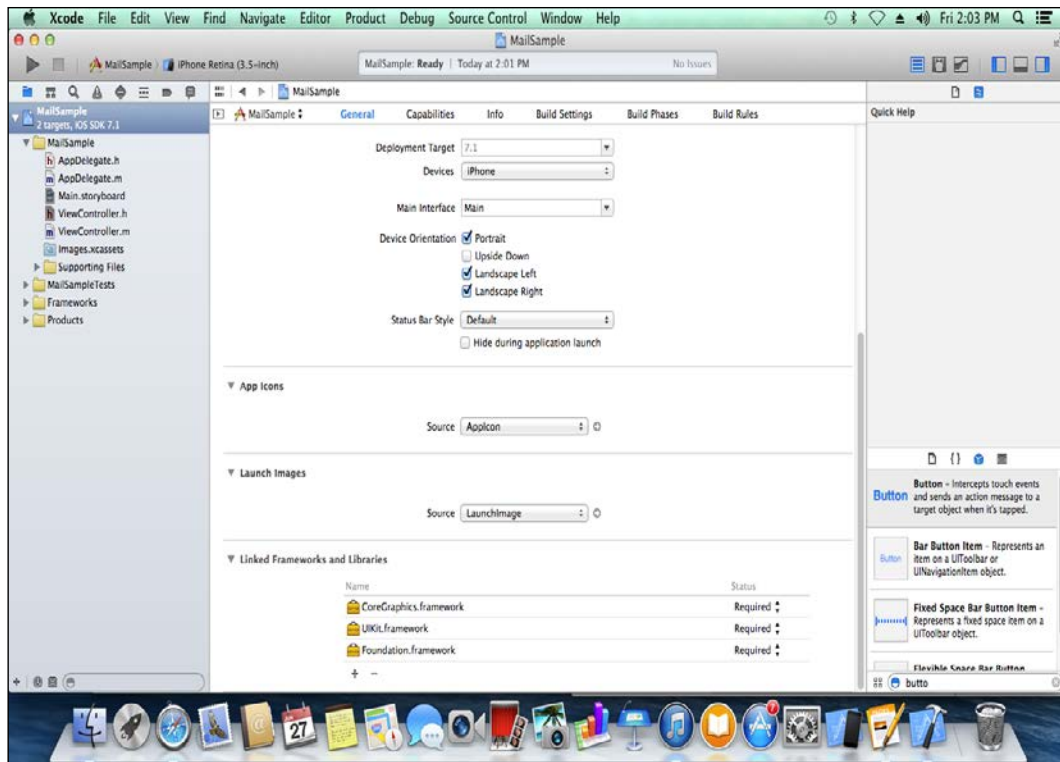 Xcode File Edit View Find Navigate Editor Product Debug Source Control Window Help Fri 2:03 PM
MailSample
MailSample iPhone Retina (3.5-inch) MailSample: Ready Today at 2:01 PM No Issues
MailSample
MailSample
2 targets, iOS SDK 7.1
MailSample
AppDelegate.h
AppDelegate.m
Main.storyboard
ViewController.h
ViewController.m
Images.xcassets
Supporting Files
MailSampleTests
Frameworks
Products
MailSample General Capabilities Info Build Settings Build Phases Build Rules
Deployment Target 7.1
Devices iPhone
Main Interface Main
Device Orientation Portrait
Upside Down
Landscape Left
Landscape Right
Status Bar Style Default
Hide during application launch
App Icons
Source AppIcon
Launch Images
Source LaunchImage
Linked Frameworks and Libraries
Name Status
CoreGraphics.framework Required
UIKit.framework Required
Foundation.framework Required
+ −
Quick Help
{}
Button Button - Intercepts touch events
and sends an action message to a
target object when it's tapped.
Button Bar Button Item - Represents an
item on a UIToolbar or
UINavigationItem object.
Fixed Space Bar Button Item -
Represents a fixed space item on a
UIToolbar object.
Flexible Space Bar Button
butto
27